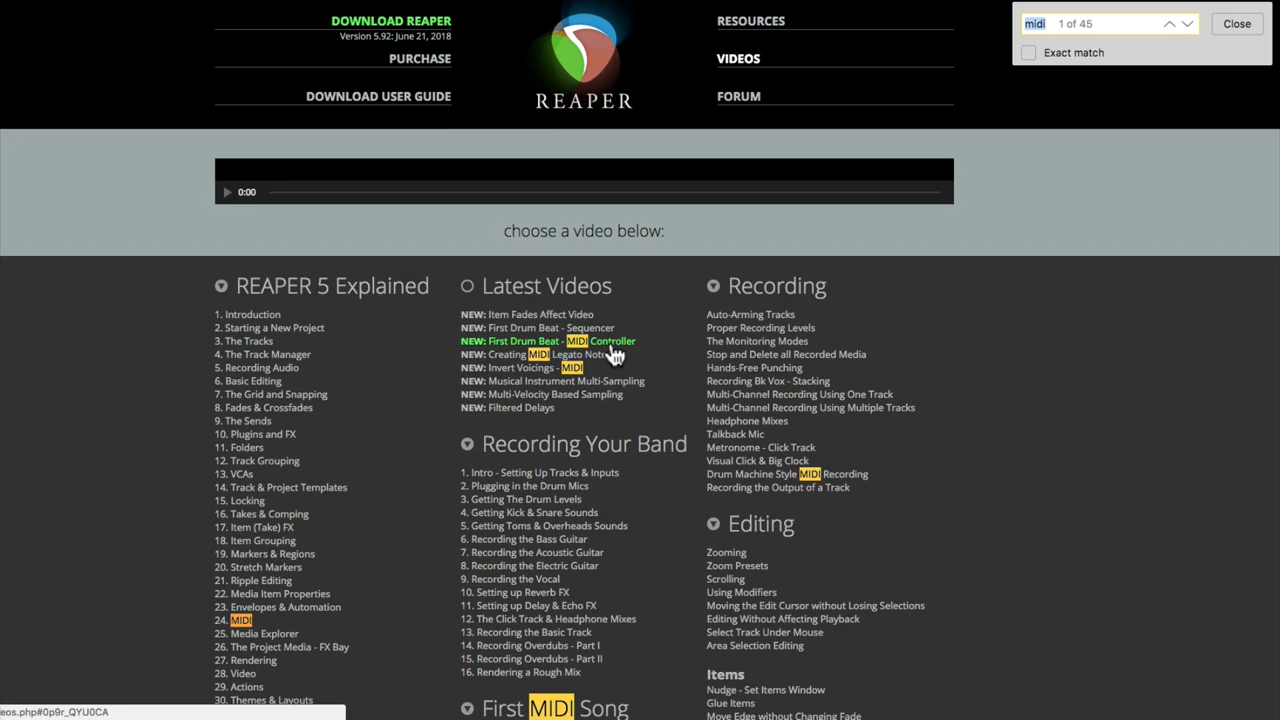 DOWNLOAD REAPER
Version 5.92: June 21, 2018
PURCHASE
DOWNLOAD USER GUIDE
REAPER
RESOURCES
VIDEOS
FORUM
midi 1 of 45
Close
Exact match
0:00
choose a video below:
REAPER 5 Explained
1. Introduction
2. Starting a New Project
3. The Tracks
4. The Track Manager
5. Recording Audio
6. Basic Editing
7. The Grid and Snapping
8. Fades & Crossfades
9. The Sends
10. Plugins and FX
11. Folders
12. Track Grouping
13. VCAs
14. Track & Project Templates
15. Locking
16. Takes & Comping
17. Item (Take) FX
18. Item Grouping
19. Markers & Regions
20. Stretch Markers
21. Ripple Editing
22. Media Item Properties
23. Envelopes & Automation
24. MIDI
25. Media Explorer
26. The Project Media - FX Bay
27. Rendering
28. Video
29. Actions
30. Themes & Layouts
eos.php#0p9r_QYU0CA
Latest Videos
NEW: Item Fades Affect Video
NEW: First Drum Beat - Sequencer
NEW: First Drum Beat - MIDI Controller
NEW: Creating MIDI Legato
NEW: Invert Voicings - MIDI
NEW: Musical Instrument Multi-Sampling
NEW: Multi-Velocity Based Sampling
NEW: Filtered Delays
Recording Your Band
1. Intro - Setting Up Tracks & Inputs
2. Plugging in the Drum Mics
3. Getting The Drum Levels
4. Getting Kick & Snare Sounds
5. Getting Toms & Overheads Sounds
6. Recording the Bass Guitar
7. Recording the Acoustic Guitar
8. Recording the Electric Guitar
9. Recording the Vocal
10. Setting up Reverb FX
11. Setting up Delay & Echo FX
12. The Click Track & Headphone Mixes
13. Recording the Basic Track
14. Recording Overdubs - Part I
15. Recording Overdubs - Part II
16. Rendering a Rough Mix
First MIDI Song
Recording
Auto-Arming Tracks
Proper Recording Levels
The Monitoring Modes
Stop and Delete all Recorded Media
Hands-Free Punching
Recording Bk Vox - Stacking
Multi-Channel Recording Using One Track
Multi-Channel Recording Using Multiple Tracks
Headphone Mixes
Talkback Mic
Metronome - Click Track
Visual Click & Big Clock
Drum Machine Style MIDI Recording
Recording the Output of a Track
Editing
Zooming
Zoom Presets
Scrolling
Using Modifiers
Moving the Edit Cursor without Losing Selections
Editing Without Affecting Playback
Select Track Under Mouse
Area Selection Editing
Items
Nudge - Set Items Window
Glue Items
Move Edge without Changing Fade